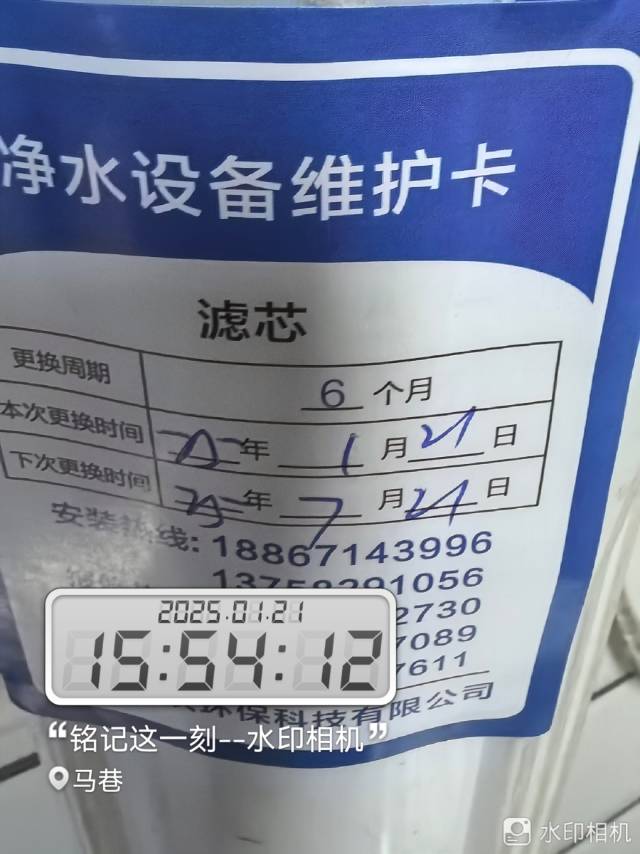 净水设备维护卡
滤芯
更换周期 6 个月
本次更换时间 25 年 1 月 21 日
下次更换时间 25 年 7 月 21 日
安装热线: 18867143996
1056
2730
7089
7611
环保科技有限公司
2025.01.21
15:54:12
“铭记这一刻--水印相机”
马巷
水印相机